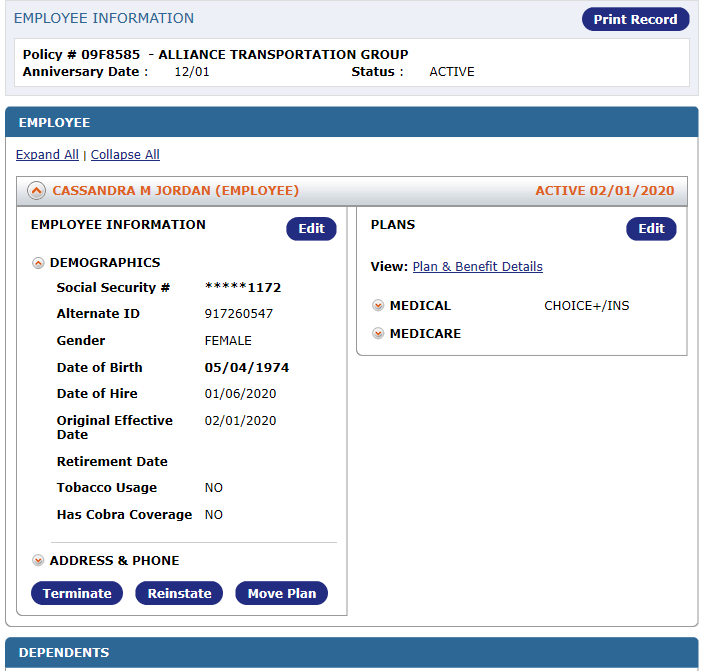 EMPLOYEE INFORMATION
Print Record
Policy # 09F8585 - ALLIANCE TRANSPORTATION GROUP
Anniversary Date : 12/01 Status : ACTIVE
EMPLOYEE
Expand All | Collapse All
CASSANDRA M JORDAN (EMPLOYEE) ACTIVE 02/01/2020
EMPLOYEE INFORMATION Edit
DEMOGRAPHICS
Social Security # *****1172
Alternate ID 917260547
Gender FEMALE
Date of Birth 05/04/1974
Date of Hire 01/06/2020
Original Effective 02/01/2020
Date
Retirement Date
Tobacco Usage NO
Has Cobra Coverage NO
ADDRESS & PHONE
Terminate Reinstate Move Plan
PLANS Edit
View: Plan & Benefit Details
MEDICAL CHOICE+/INS
MEDICARE
DEPENDENTS